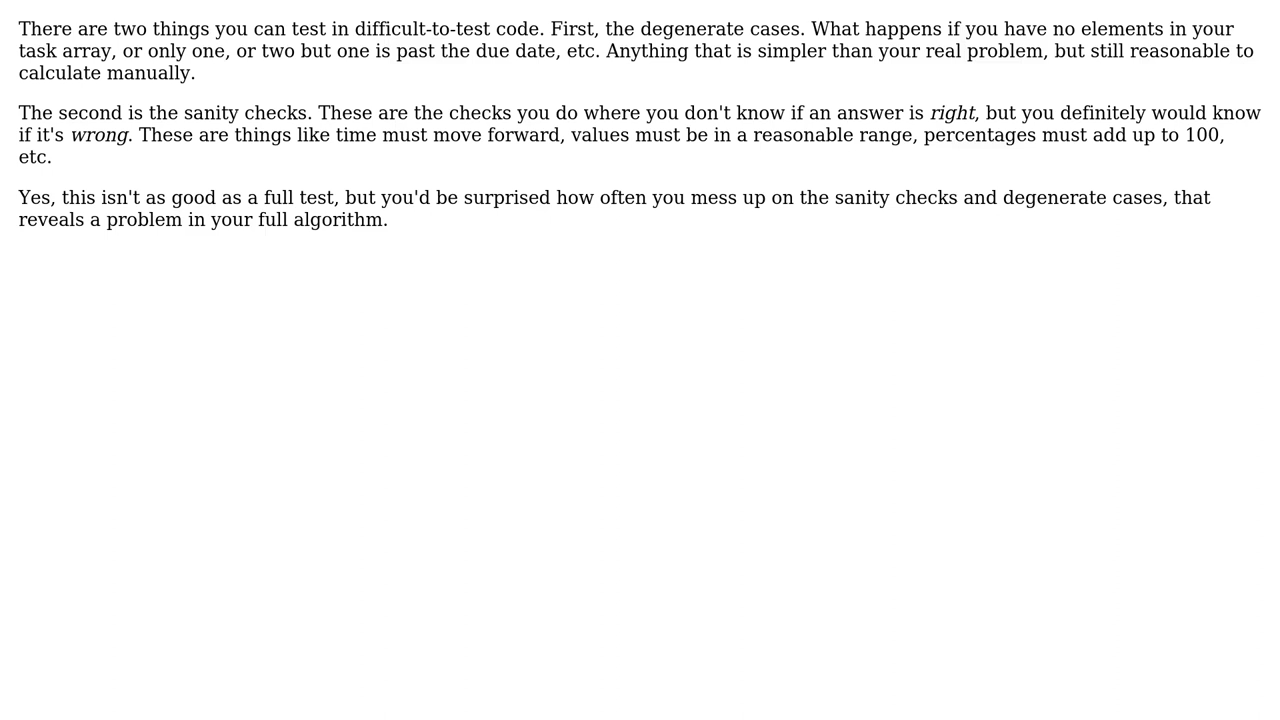 There are two things you can test in difficult-to-test code. First, the degenerate cases. What happens if you have no elements in your
task array, or only one, or two but one is past the due date, etc. Anything that is simpler than your real problem, but still reasonable to
calculate manually.
The second is the sanity checks. These are the checks you do where you don't know if an answer is right, but you definitely would know
if it's wrong. These are things like time must move forward, values must be in a reasonable range, percentages must add up to 100,
etc.
Yes, this isn't as good as a full test, but you'd be surprised how often you mess up on the sanity checks and degenerate cases, that
reveals a problem in your full algorithm.